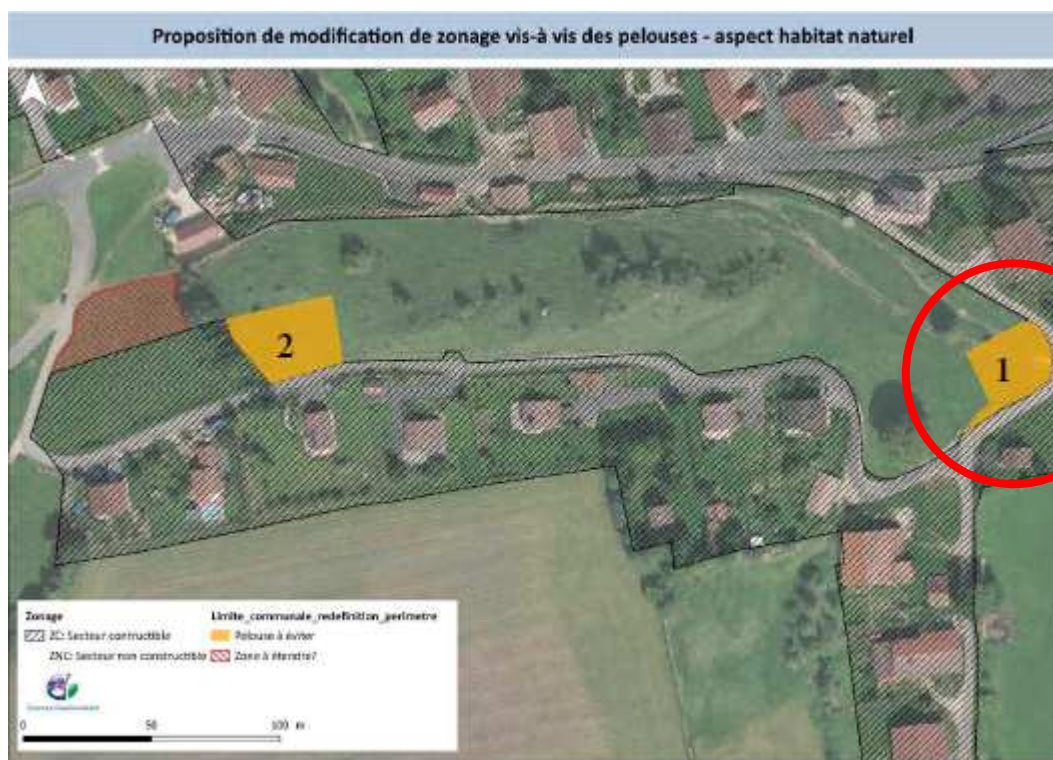 Proposition de modification de zonage vis-à vis des pelouses - aspect habitat naturel
1
2
Zonage
Limite_communale_redefinition_perimetre
ZC: Secteur contructible
Pelouse à éviter
ZNC: Secteur non constructible
Zone à étendre?
0 50 100 m